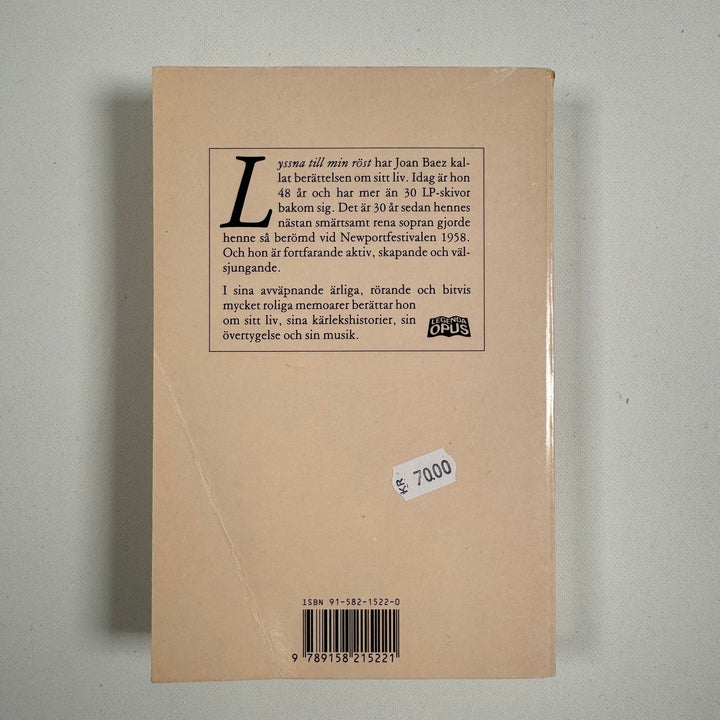 Lyssna till min röst har Joan Baez kal-
lat berättelsen om sitt liv. Idag är hon
48 år och har mer än 30 LP-skivor
bakom sig. Det är 30 år sedan hennes
nästan smärtsamt rena sopran gjorde
henne så berömd vid Newportfestivalen 1958.
Och hon är fortfarande aktiv, skapande och väl-
sjungande.
I sina avväpnande ärliga, rörande och bitvis
mycket roliga memoarer berättar hon
om sitt liv, sina kärlekshistorier, sin
övertygelse och sin musik.
LEGENDA
OPUS
KR 70.00
ISBN 91-582-1522-0
9 789158 215221